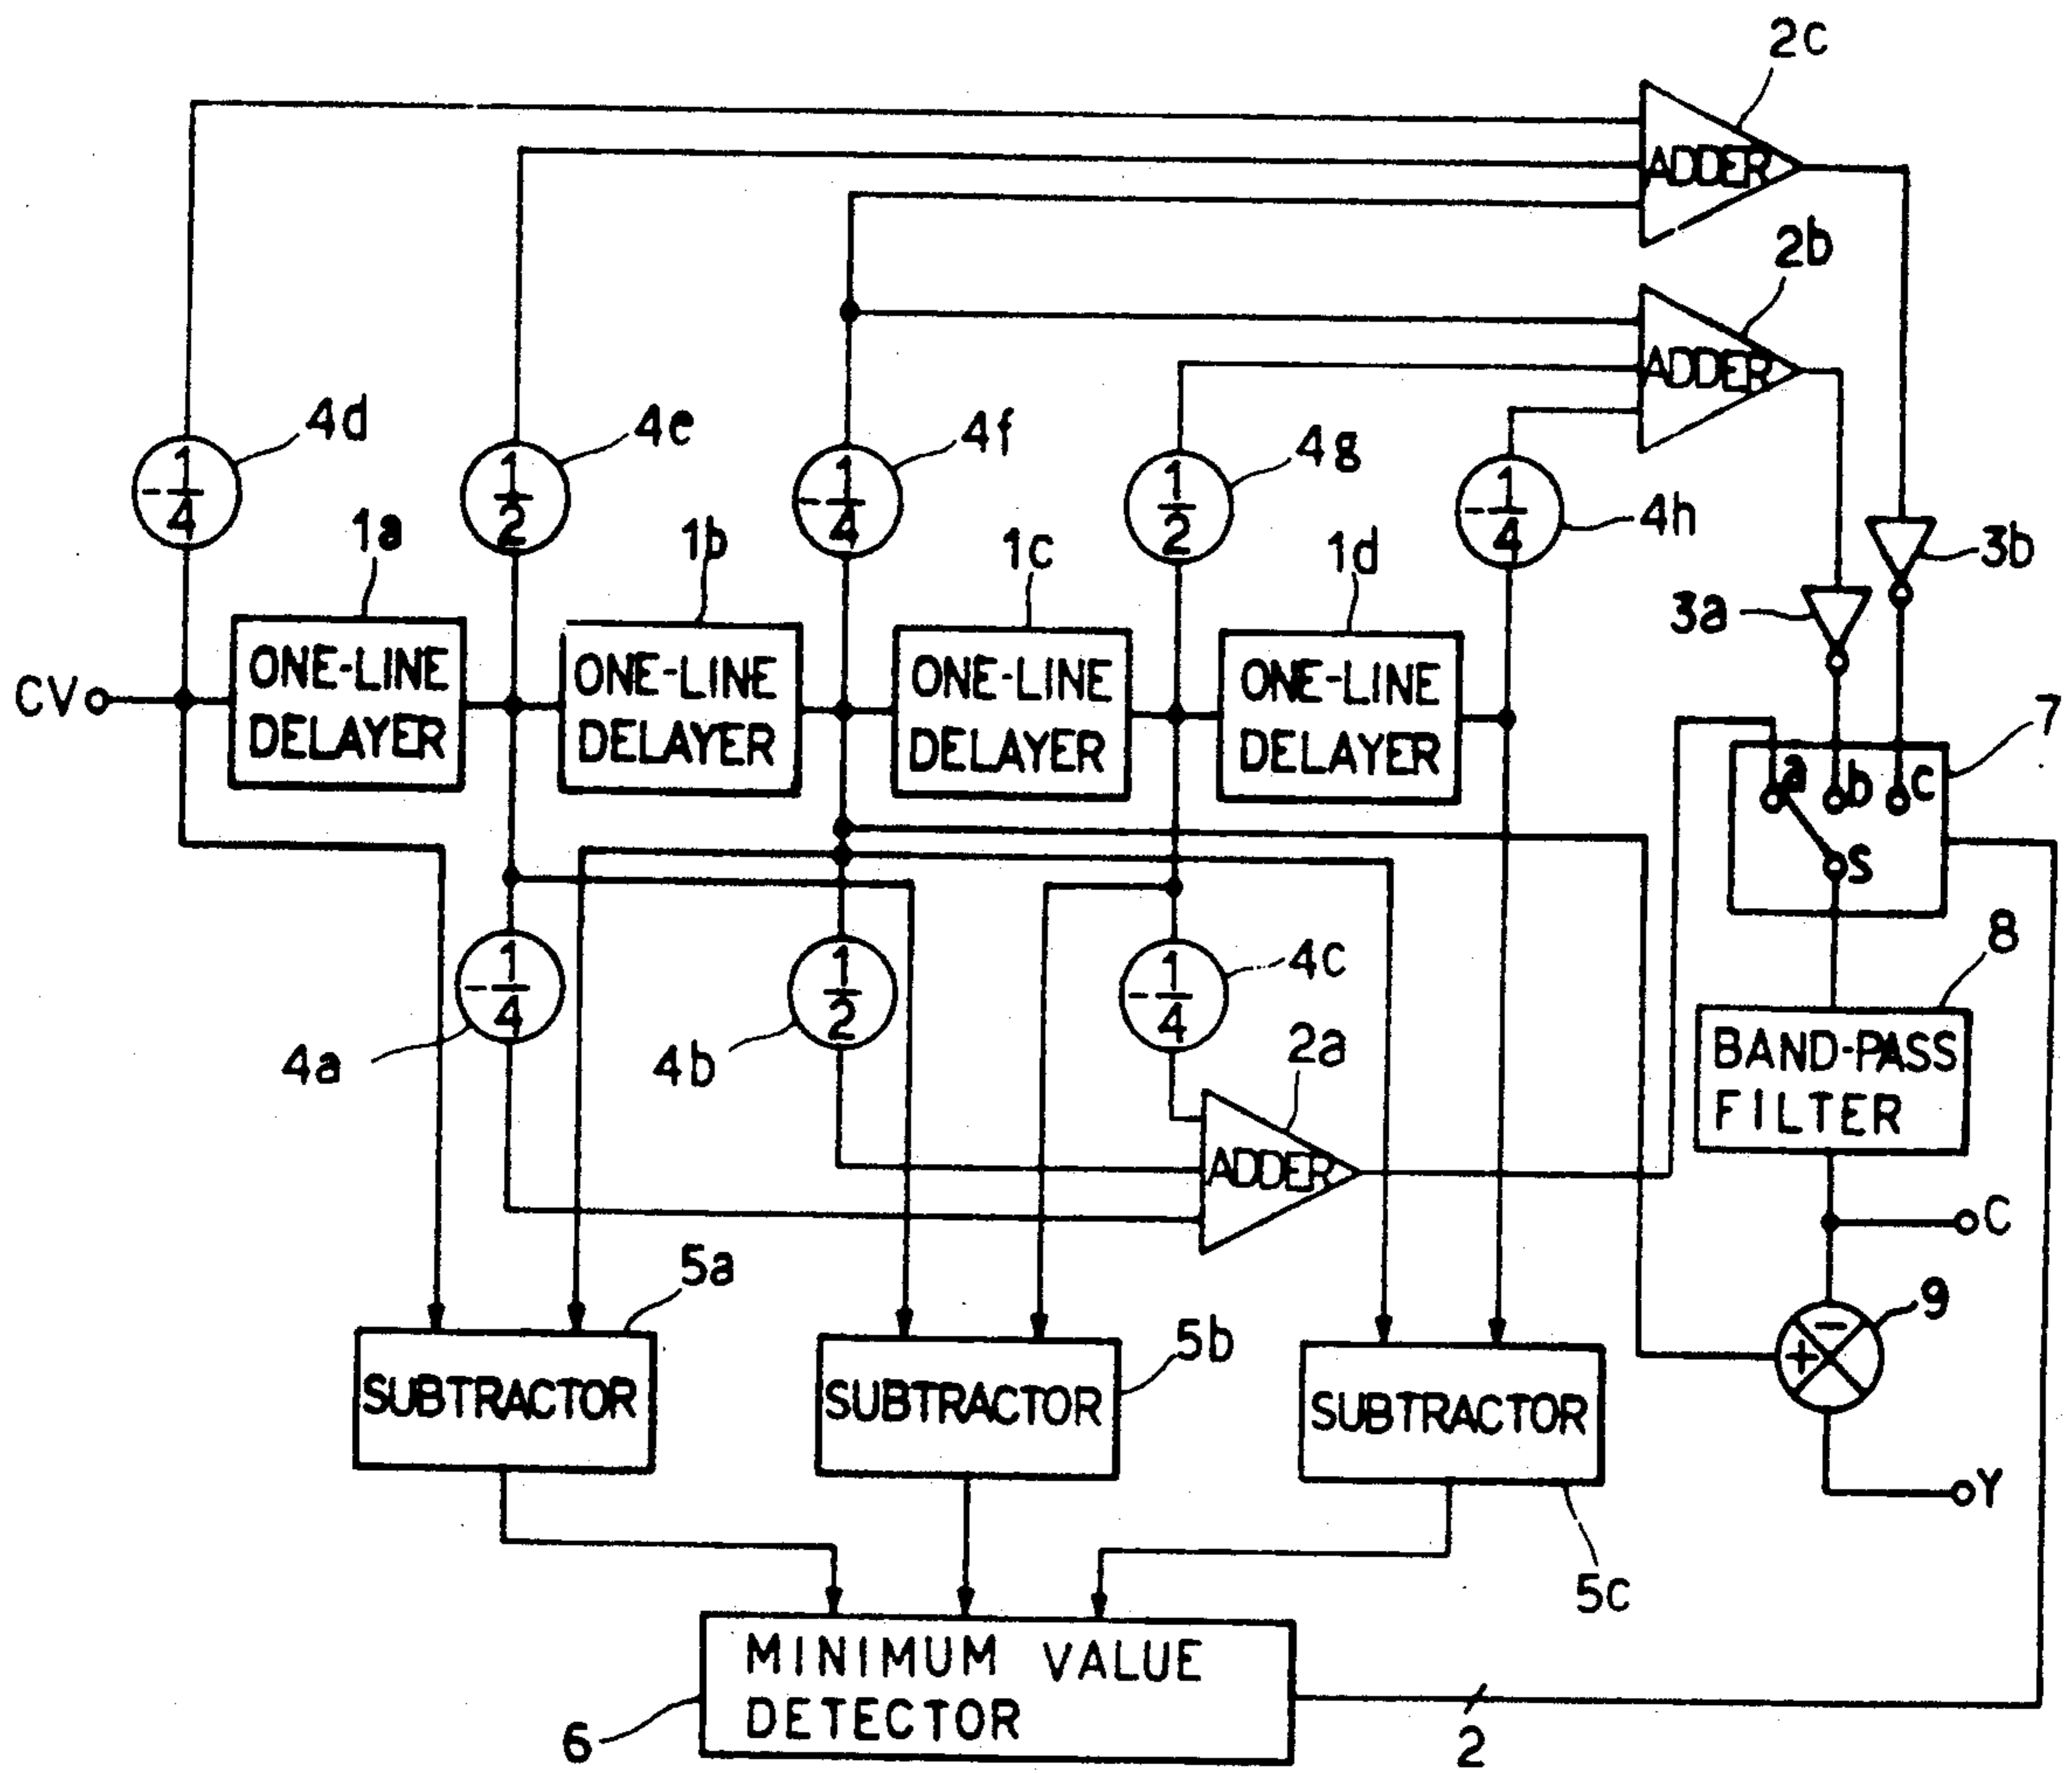 2c
ADDER
2b
ADDER
4d
4e
4f
4g
4h
-1/4
1/2
-1/4
1/2
-1/4
3b
3a
1a
1b
1c
1d
CV
ONE-LINE
DELAYER
ONE-LINE
DELAYER
ONE-LINE
DELAYER
ONE-LINE
DELAYER
7
a
b
c
S
8
BAND-PASS
FILTER
-1/4
1/2
-1/4
4c
4a
4b
2a
ADDER
C
9
−
+
Y
5a
SUBTRACTOR
5b
SUBTRACTOR
SUBTRACTOR
5c
MINIMUM VALUE
DETECTOR
6
2